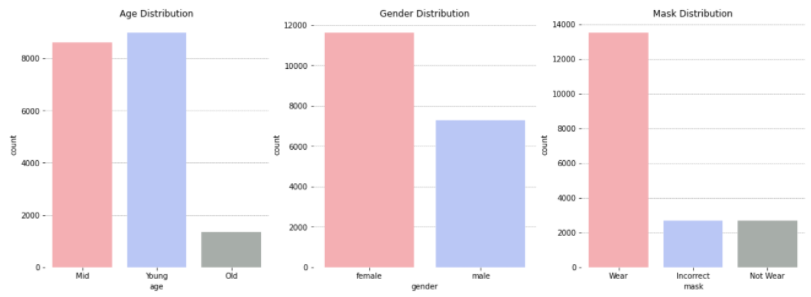 Age Distribution
8000
6000
4000
2000
0
count
Mid Young Old
age
Gender Distribution
12000
10000
8000
6000
4000
2000
0
count
female male
gender
Mask Distribution
14000
12000
10000
8000
6000
4000
2000
0
count
Wear Incorrect Not Wear
mask